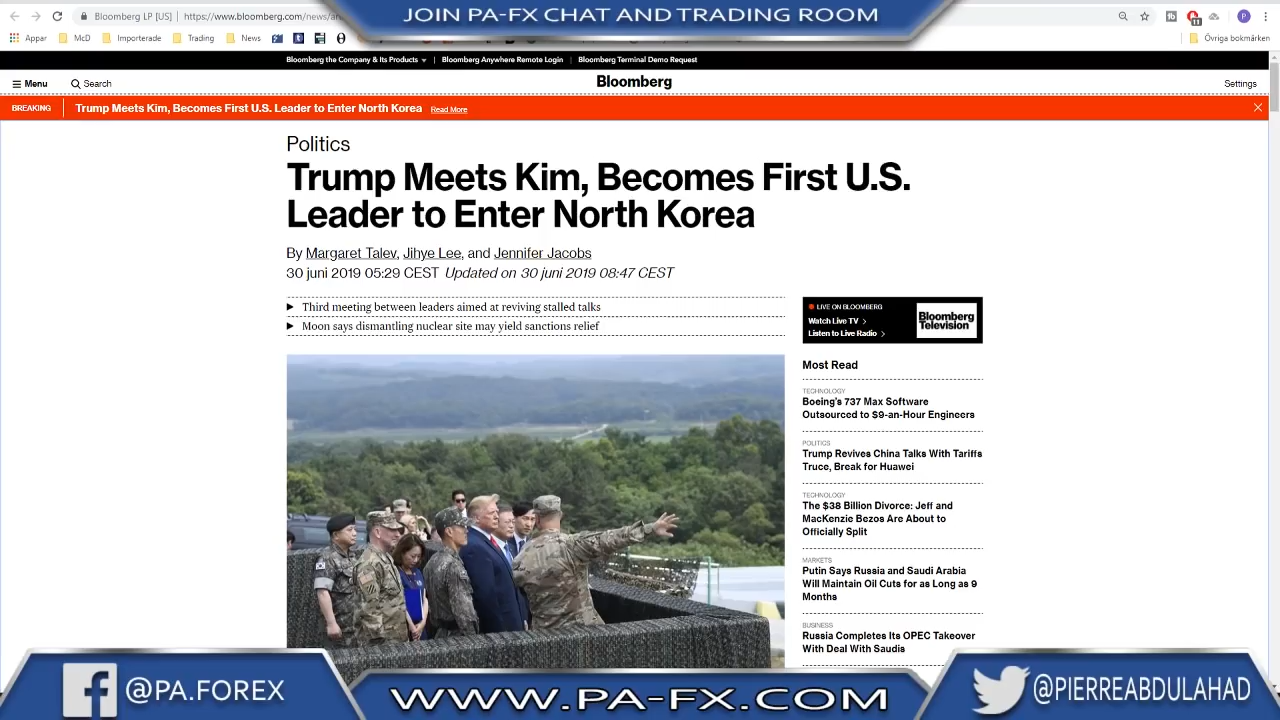 JOIN PA-FX CHAT AND TRADING ROOM
Bloomberg LP [US]
https://www.bloomberg.com/news/
Appar
McD
Importerade
Trading
News
Övriga bokmärken
Bloomberg the Company & Its Products
Bloomberg Anywhere Remote Login
Bloomberg Terminal Demo Request
Menu
Search
Bloomberg
Settings
BREAKING
Trump Meets Kim, Becomes First U.S. Leader to Enter North Korea
Read More
Politics
Trump Meets Kim, Becomes First U.S.
Leader to Enter North Korea
By Margaret Talev, Jihye Lee, and Jennifer Jacobs
30 juni 2019 05:29 CEST Updated on 30 juni 2019 08:47 CEST
Third meeting between leaders aimed at reviving stalled talks
Moon says dismantling nuclear site may yield sanctions relief
LIVE ON BLOOMBERG
Watch Live TV
Listen to Live Radio
Bloomberg
Television
Most Read
TECHNOLOGY
Boeing's 737 Max Software
Outsourced to $9-an-Hour Engineers
POLITICS
Trump Revives China Talks With Tariffs
Truce, Break for Huawei
TECHNOLOGY
The $38 Billion Divorce: Jeff and
MacKenzie Bezos Are About to
Officially Split
MARKETS
Putin Says Russia and Saudi Arabia
Will Maintain Oil Cuts for as Long as 9
Months
BUSINESS
Russia Completes Its OPEC Takeover
With Deal With Saudis
@PA.FOREX
WWW.PA-FX.COM
@PIERREABDULAHAD